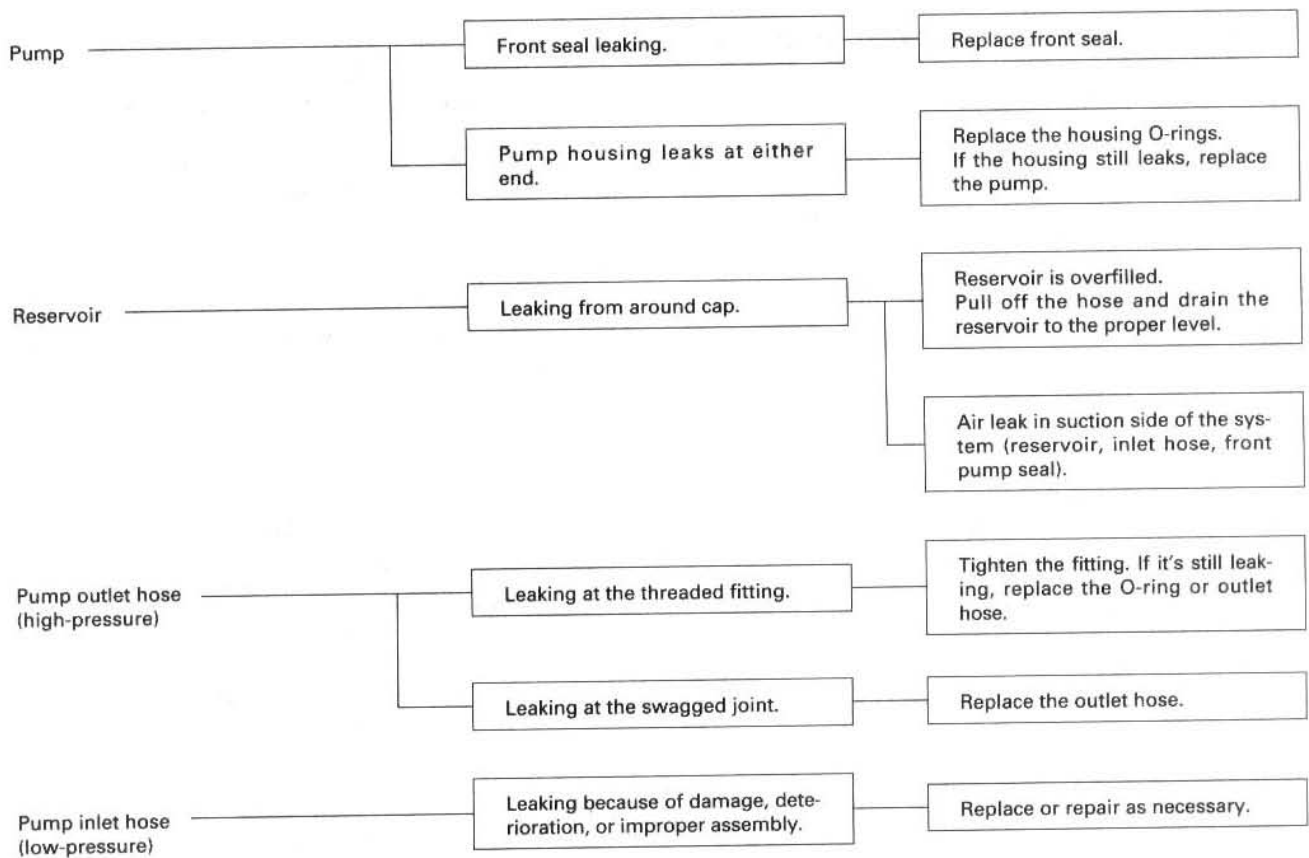 Pump
Front seal leaking.
Replace front seal.
Pump housing leaks at either
end.
Replace the housing O-rings.
If the housing still leaks, replace
the pump.
Reservoir
Leaking from around cap.
Reservoir is overfilled.
Pull off the hose and drain the
reservoir to the proper level.
Air leak in suction side of the sys-
tem (reservoir, inlet hose, front
pump seal).
Pump outlet hose
(high-pressure)
Leaking at the threaded fitting.
Tighten the fitting. If it's still leak-
ing, replace the O-ring or outlet
hose.
Leaking at the swagged joint.
Replace the outlet hose.
Pump inlet hose
(low-pressure)
Leaking because of damage, dete-
rioration, or improper assembly.
Replace or repair as necessary.